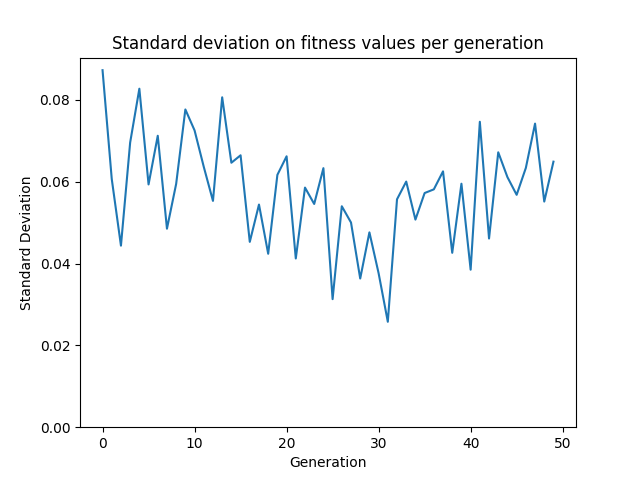 Standard deviation on fitness values per generation
0.08
0.06
0.04
0.02
0.00
Standard Deviation
0 10 20 30 40 50
Generation